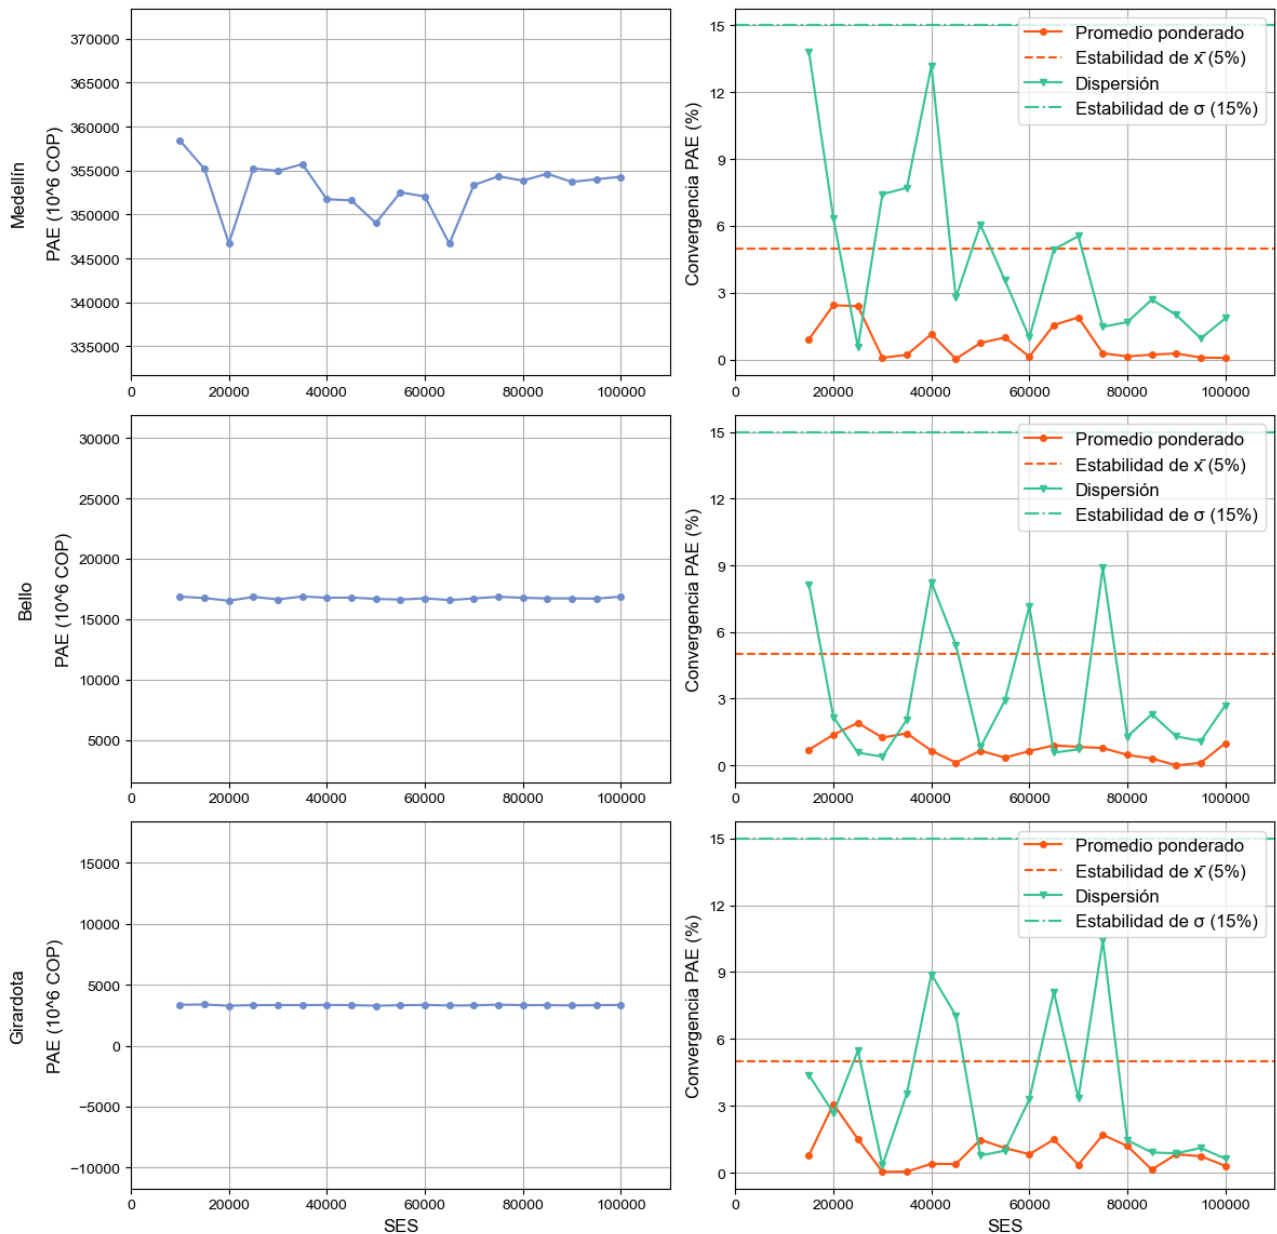 Medellín
PAE (10^6 COP)
370000
365000
360000
355000
350000
345000
340000
335000
0 20000 40000 60000 80000 100000
Convergencia PAE (%)
15
12
9
6
3
0
0 20000 40000 60000 80000 100000
Promedio ponderado
Estabilidad de x̄ (5%)
Dispersión
Estabilidad de σ (15%)
Bello
PAE (10^6 COP)
30000
25000
20000
15000
10000
5000
0 20000 40000 60000 80000 100000
Convergencia PAE (%)
15
12
9
6
3
0
0 20000 40000 60000 80000 100000
Promedio ponderado
Estabilidad de x̄ (5%)
Dispersión
Estabilidad de σ (15%)
Girardota
PAE (10^6 COP)
15000
10000
5000
0
−5000
−10000
0 20000 40000 60000 80000 100000
SES
Convergencia PAE (%)
15
12
9
6
3
0
0 20000 40000 60000 80000 100000
SES
Promedio ponderado
Estabilidad de x̄ (5%)
Dispersión
Estabilidad de σ (15%)